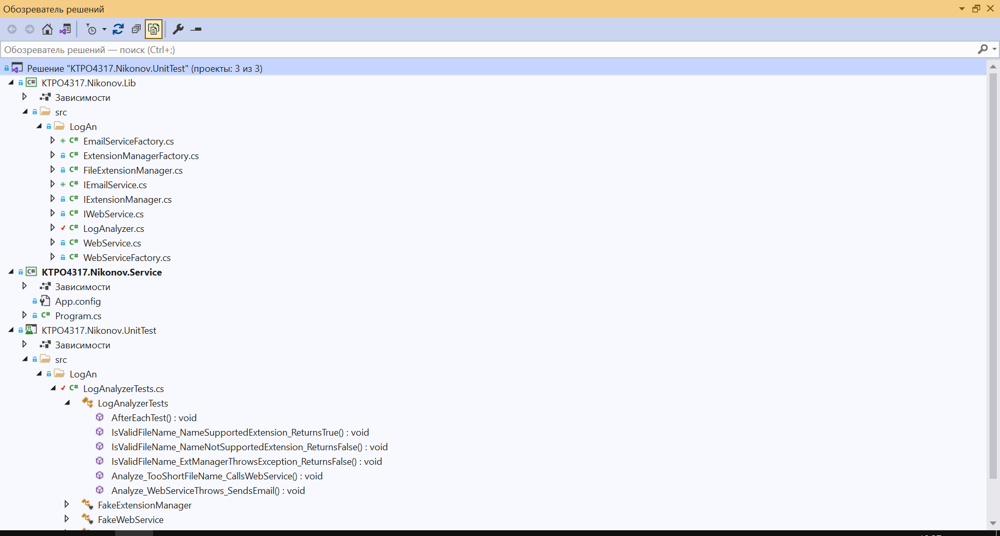 Обозреватель решений
Обозреватель решений — поиск (Ctrl+;)
Решение "KTPO4317.Nikonov.UnitTest" (проекты: 3 из 3)
C# KTPO4317.Nikonov.Lib
Зависимости
src
LogAn
C# EmailServiceFactory.cs
C# ExtensionManagerFactory.cs
C# FileExtensionManager.cs
C# IEmailService.cs
C# IExtensionManager.cs
C# IWebService.cs
C# LogAnalyzer.cs
C# WebService.cs
C# WebServiceFactory.cs
C# KTPO4317.Nikonov.Service
Зависимости
App.config
C# Program.cs
KTPO4317.Nikonov.UnitTest
Зависимости
src
LogAn
C# LogAnalyzerTests.cs
LogAnalyzerTests
AfterEachTest() : void
IsValidFileName_NameSupportedExtension_ReturnsTrue() : void
IsValidFileName_NameNotSupportedExtension_ReturnsFalse() : void
IsValidFileName_ExtManagerThrowsException_ReturnsFalse() : void
Analyze_TooShortFileName_CallsWebService() : void
Analyze_WebServiceThrows_SendsEmail() : void
FakeExtensionManager
FakeWebService